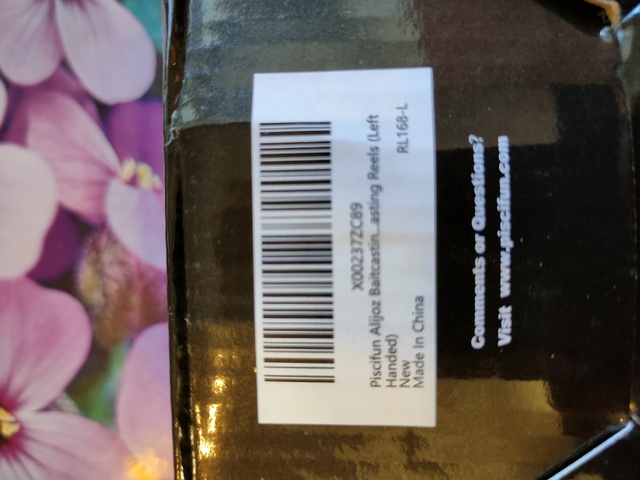 X00237ZC89
Piscifun Alijoz Baitcastin...asting Reels (Left
Handed) RL168-L
New
Made In China
Comments or Questions?
Visit www.piscifun.com